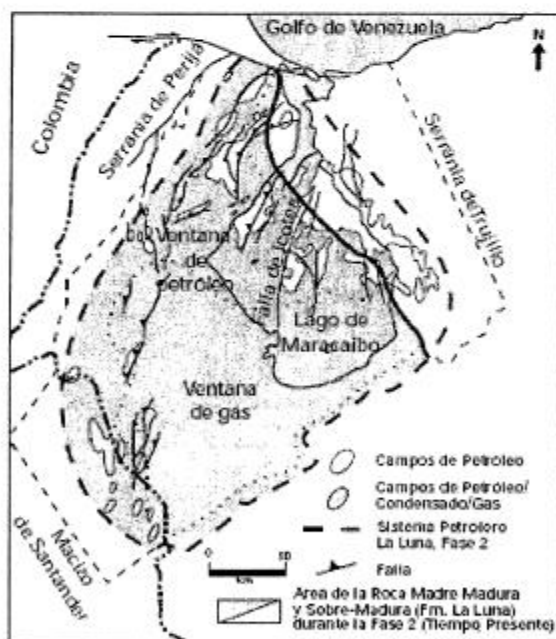 Golfo de Venezuela
N
Colombia
Serranía de Perijá
Serranía de Trujillo
Ventana
de
petróleo
Falla de Icotea
Lago de
Maracaibo
Ventana
de gas
Macizo
de Santander
Campos de Petróleo
Campos de Petróleo/
Condensado/Gas
Sistema Petrolero
La Luna, Fase 2
Falla
0 50
km
Area de la Roca Madre Madura
y Sobre-Madura (Fm. La Luna)
durante la Fase 2 (Tiempo Presente)